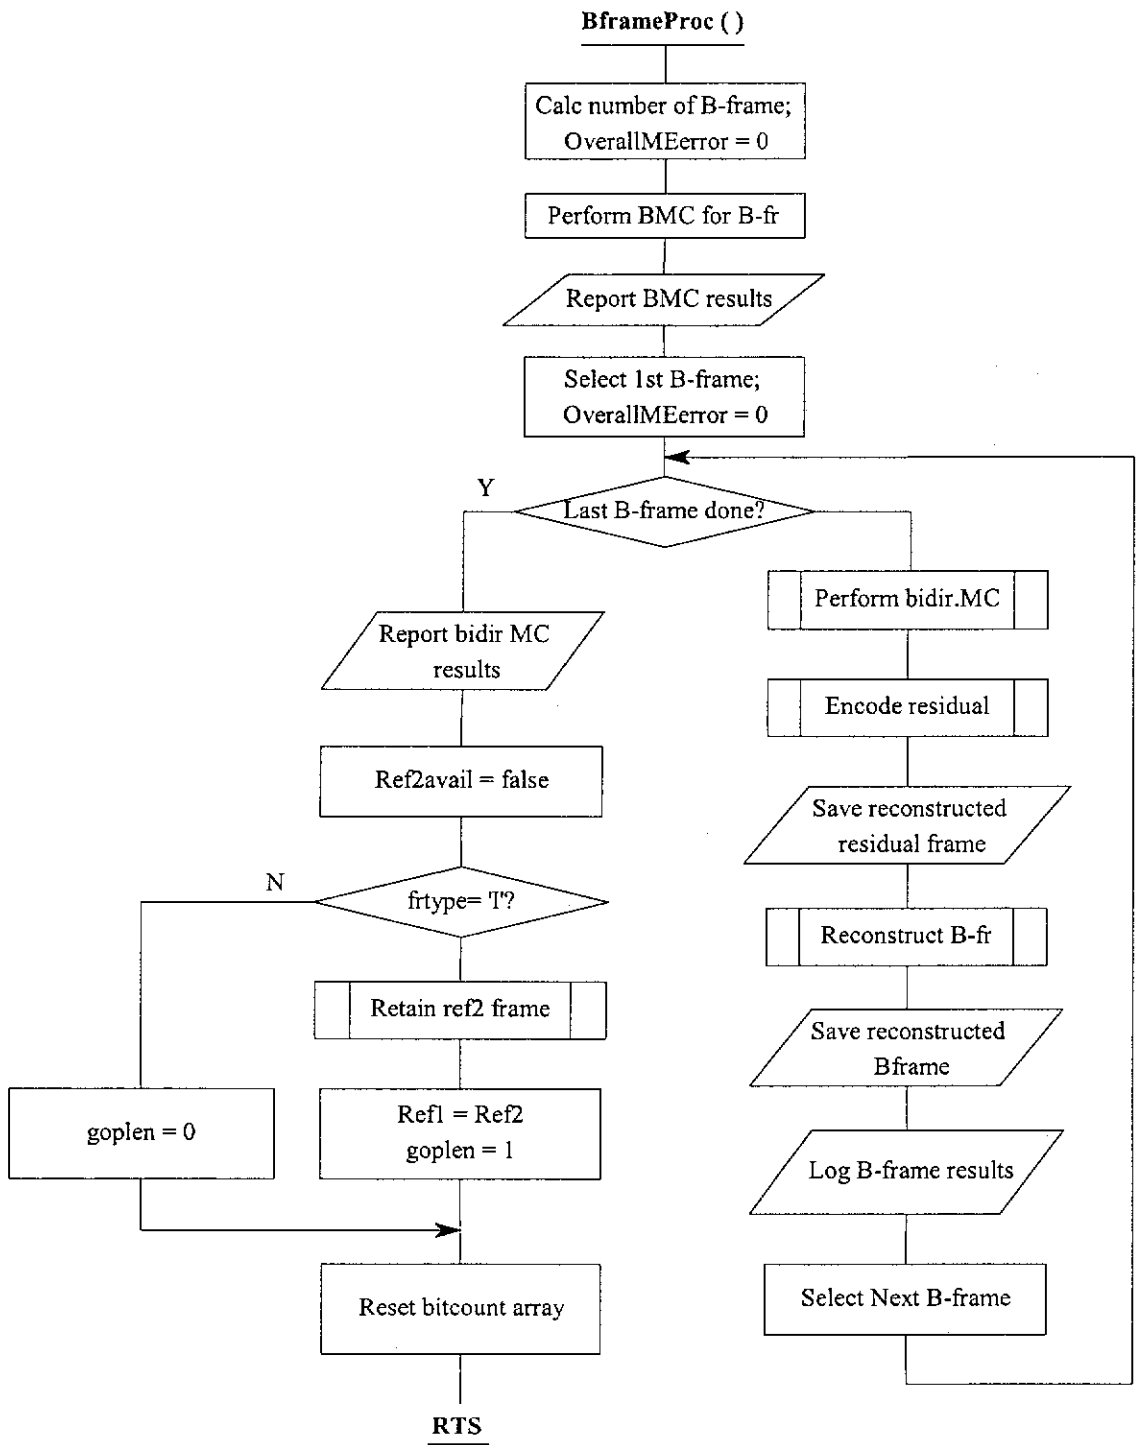 BframeProc ( )
Calc number of B-frame;
OverallMEerror = 0
Perform BMC for B-fr
Report BMC results
Select 1st B-frame;
OverallMEerror = 0
Y
Last B-frame done?
Perform bidir.MC
Report bidir MC
results
Encode residual
Ref2avail = false
Save reconstructed
residual frame
N
frtype= 'I'?
Reconstruct B-fr
Retain ref2 frame
Save reconstructed
Bframe
goplen = 0
Ref1 = Ref2
goplen = 1
Log B-frame results
Reset bitcount array
Select Next B-frame
RTS